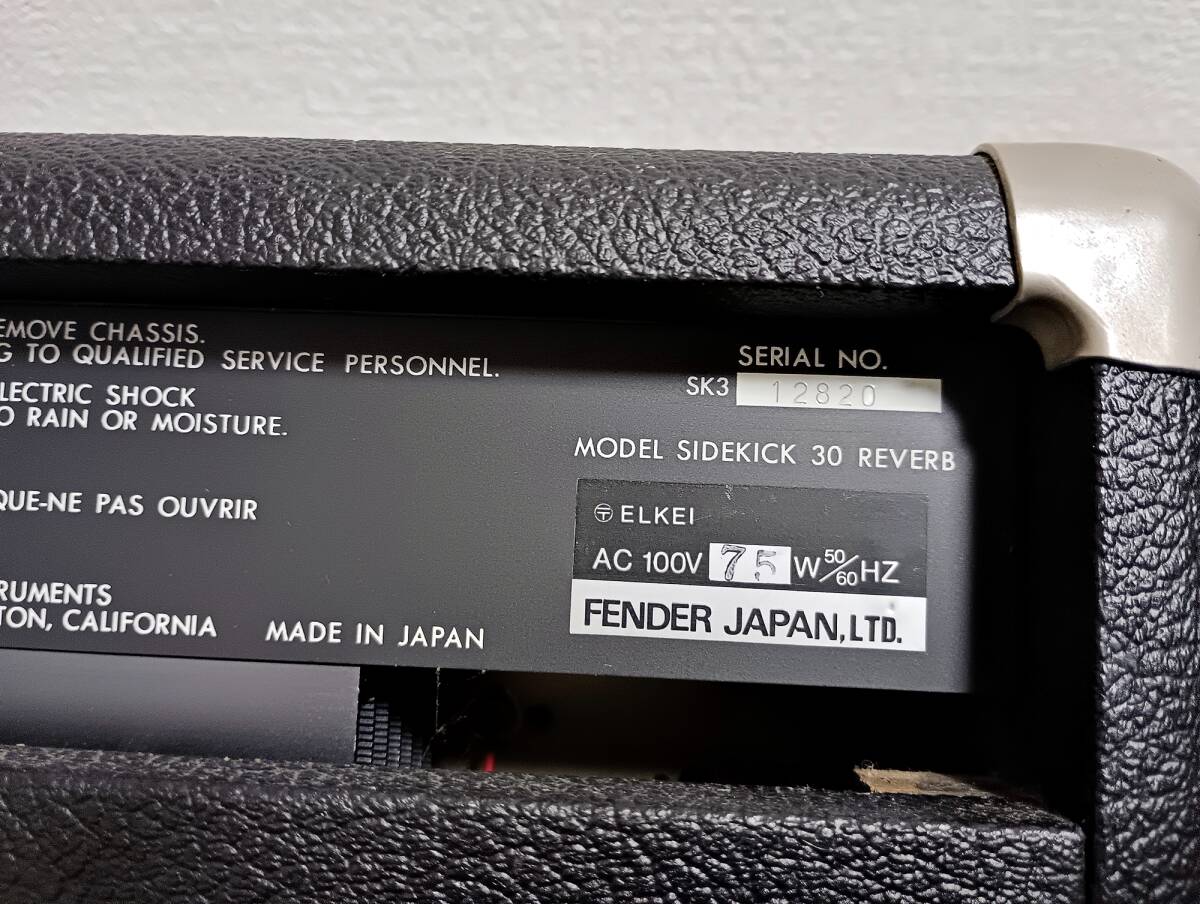 EMOVE CHASSIS.
G TO QUALIFIED SERVICE PERSONNEL.
LECTRIC SHOCK
O RAIN OR MOISTURE.
QUE-NE PAS OUVRIR
RUMENTS
TON, CALIFORNIA MADE IN JAPAN
SERIAL NO.
SK3 12820
MODEL SIDEKICK 30 REVERB
〶 ELKEI
AC 100V 75 W 50/60 HZ
FENDER JAPAN, LTD.